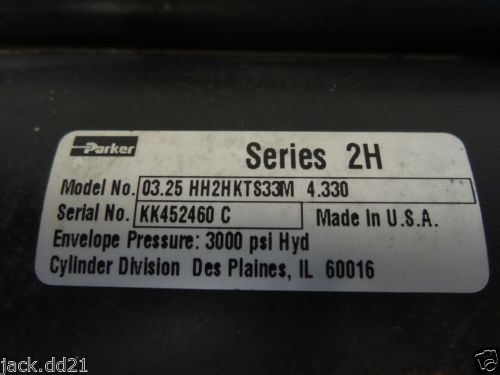 Parker
Series 2H
Model No. 03.25 HH2HKTS33M 4.330
Serial No. KK452460 C Made in U.S.A.
Envelope Pressure: 3000 psi Hyd
Cylinder Division Des Plaines, IL 60016
jack.dd21